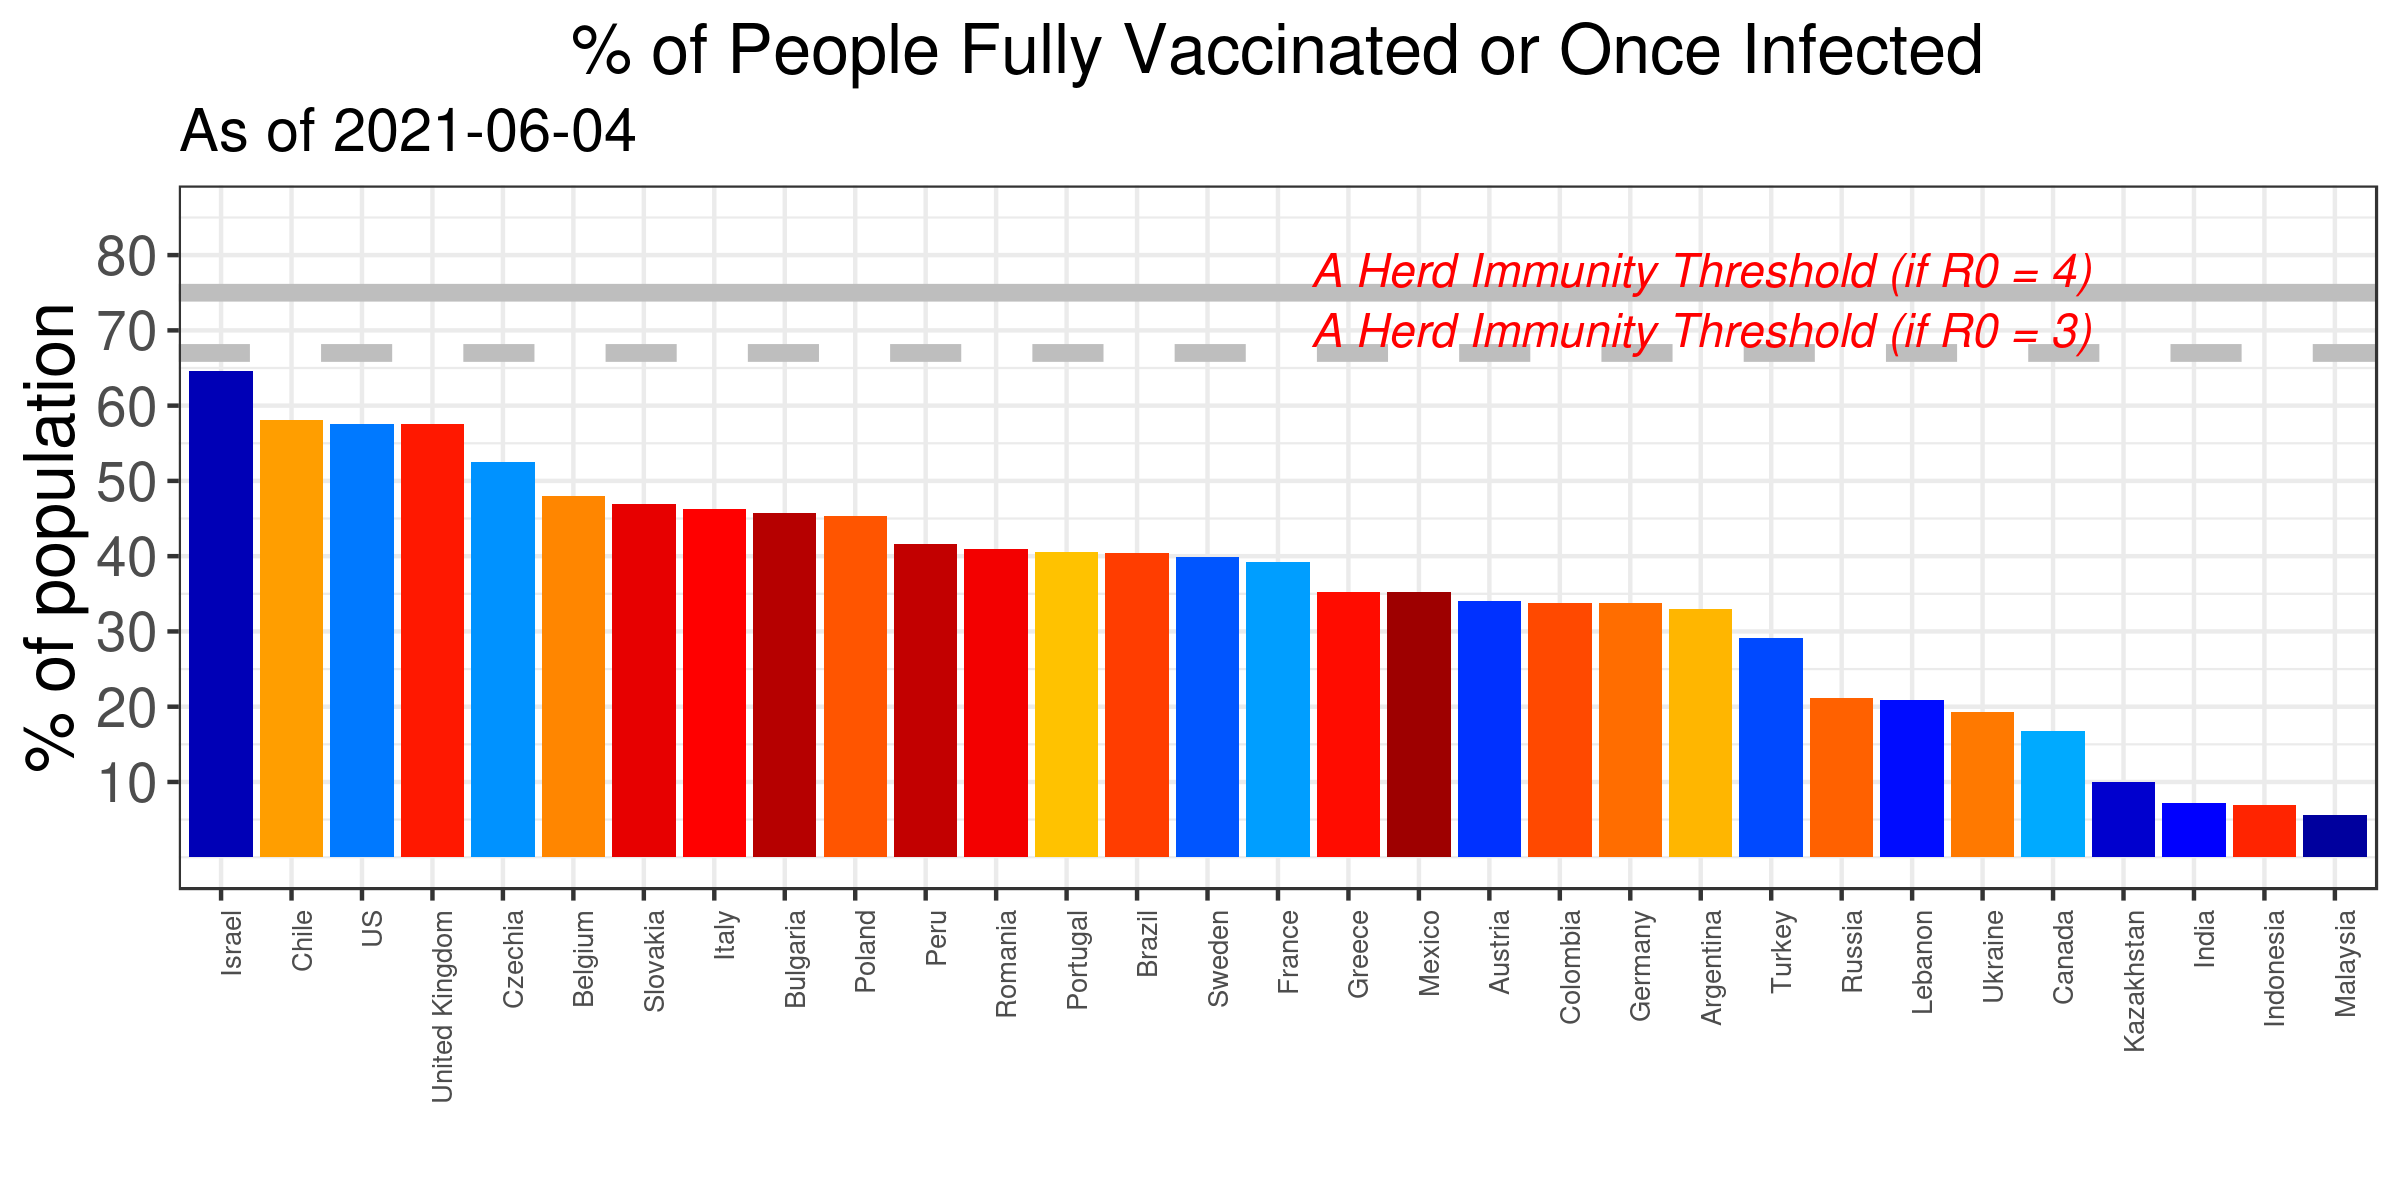 % of People Fully Vaccinated or Once Infected
As of 2021-06-04
% of population
80
70
60
50
40
30
20
10
A Herd Immunity Threshold (if R0 = 4)
A Herd Immunity Threshold (if R0 = 3)
Israel
Chile
US
United Kingdom
Czechia
Belgium
Slovakia
Italy
Bulgaria
Poland
Peru
Romania
Portugal
Brazil
Sweden
France
Greece
Mexico
Austria
Colombia
Germany
Argentina
Turkey
Russia
Lebanon
Ukraine
Canada
Kazakhstan
India
Indonesia
Malaysia